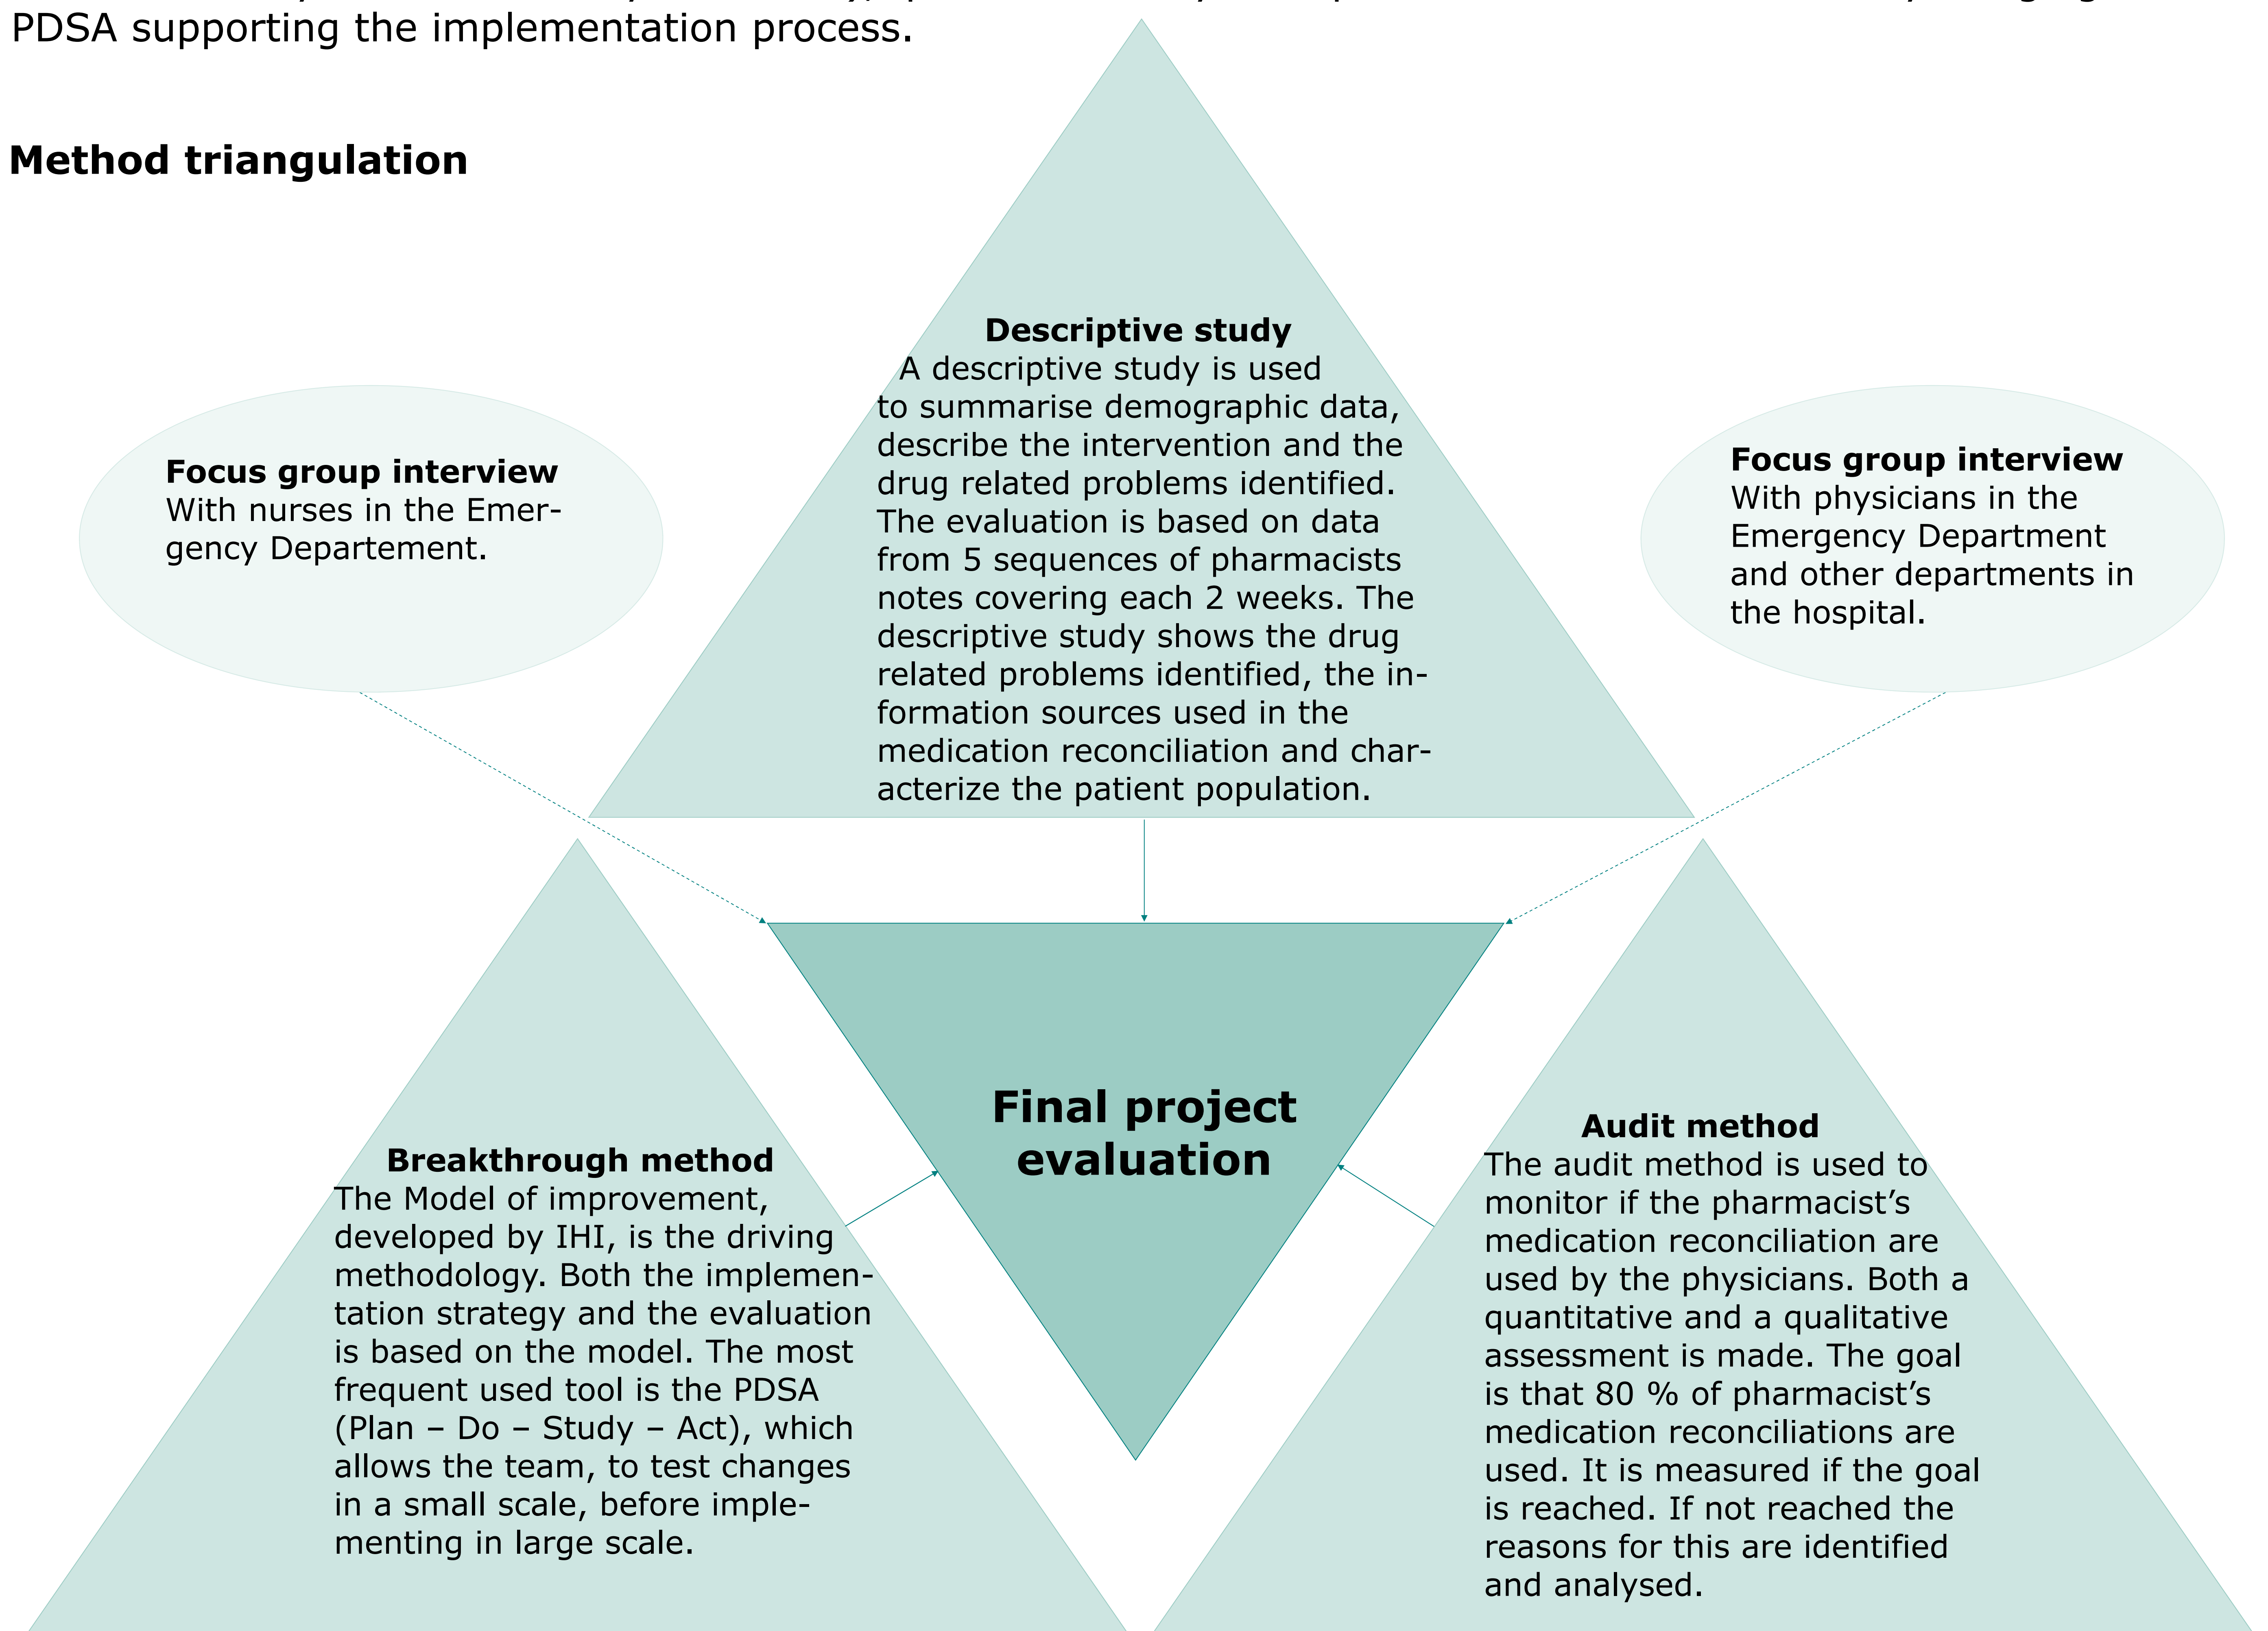 PDSA supporting the implementation process.
Method triangulation
Descriptive study
A descriptive study is used
to summarise demographic data,
describe the intervention and the
drug related problems identified.
The evaluation is based on data
from 5 sequences of pharmacists
notes covering each 2 weeks. The
descriptive study shows the drug
related problems identified, the in-
formation sources used in the
medication reconciliation and char-
acterize the patient population.
Focus group interview
With nurses in the Emer-
gency Departement.
Focus group interview
With physicians in the
Emergency Department
and other departments in
the hospital.
Final project
evaluation
Breakthrough method
The Model of improvement,
developed by IHI, is the driving
methodology. Both the implemen-
tation strategy and the evaluation
is based on the model. The most
frequent used tool is the PDSA
(Plan – Do – Study – Act), which
allows the team, to test changes
in a small scale, before imple-
menting in large scale.
Audit method
The audit method is used to
monitor if the pharmacist’s
medication reconciliation are
used by the physicians. Both a
quantitative and a qualitative
assessment is made. The goal
is that 80 % of pharmacist’s
medication reconciliations are
used. It is measured if the goal
is reached. If not reached the
reasons for this are identified
and analysed.